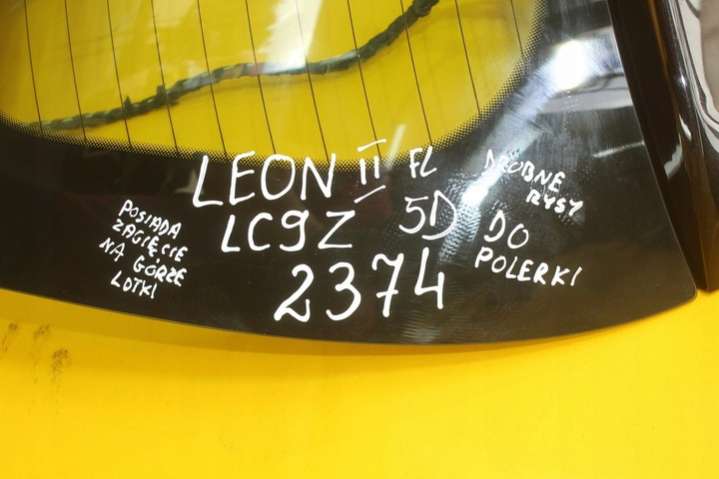 LEON II FL
LC9Z 5D
2374
POSIADA
ZAGIĘCIE
NA GÓRZE
LOTKI
DROBNE
RYSY
DO
POLERKI